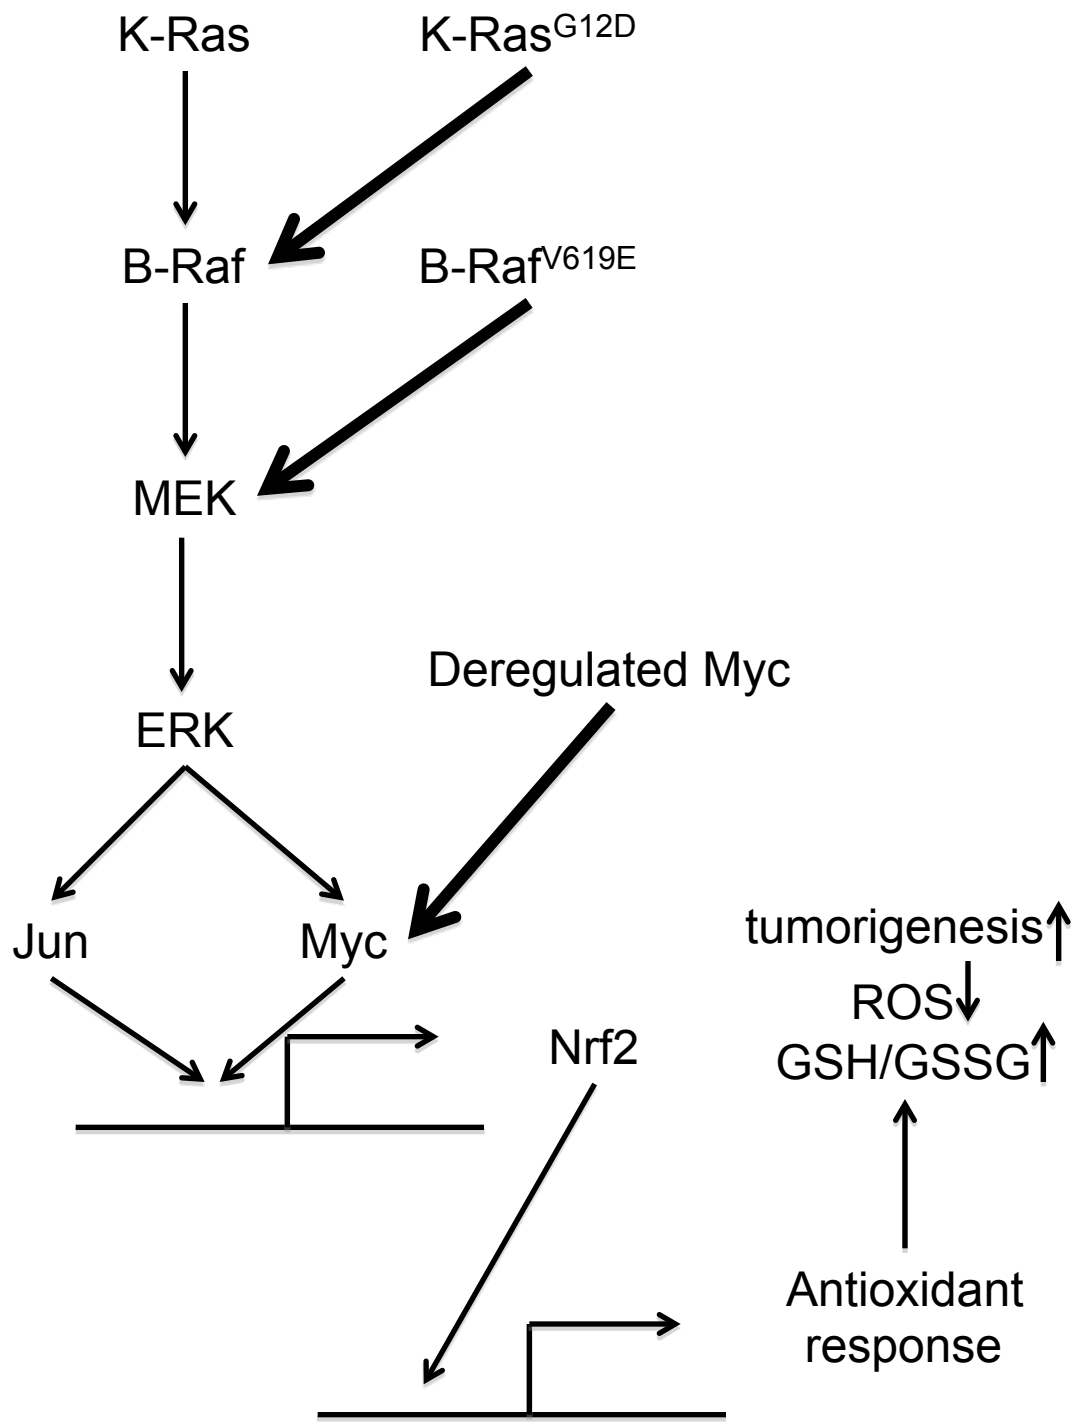 K-Ras
K-Ras^G12D
B-Raf
B-Raf^V619E
MEK
Deregulated Myc
ERK
Jun
Myc
tumorigenesis
ROS
Nrf2
GSH/GSSG
Antioxidant
response